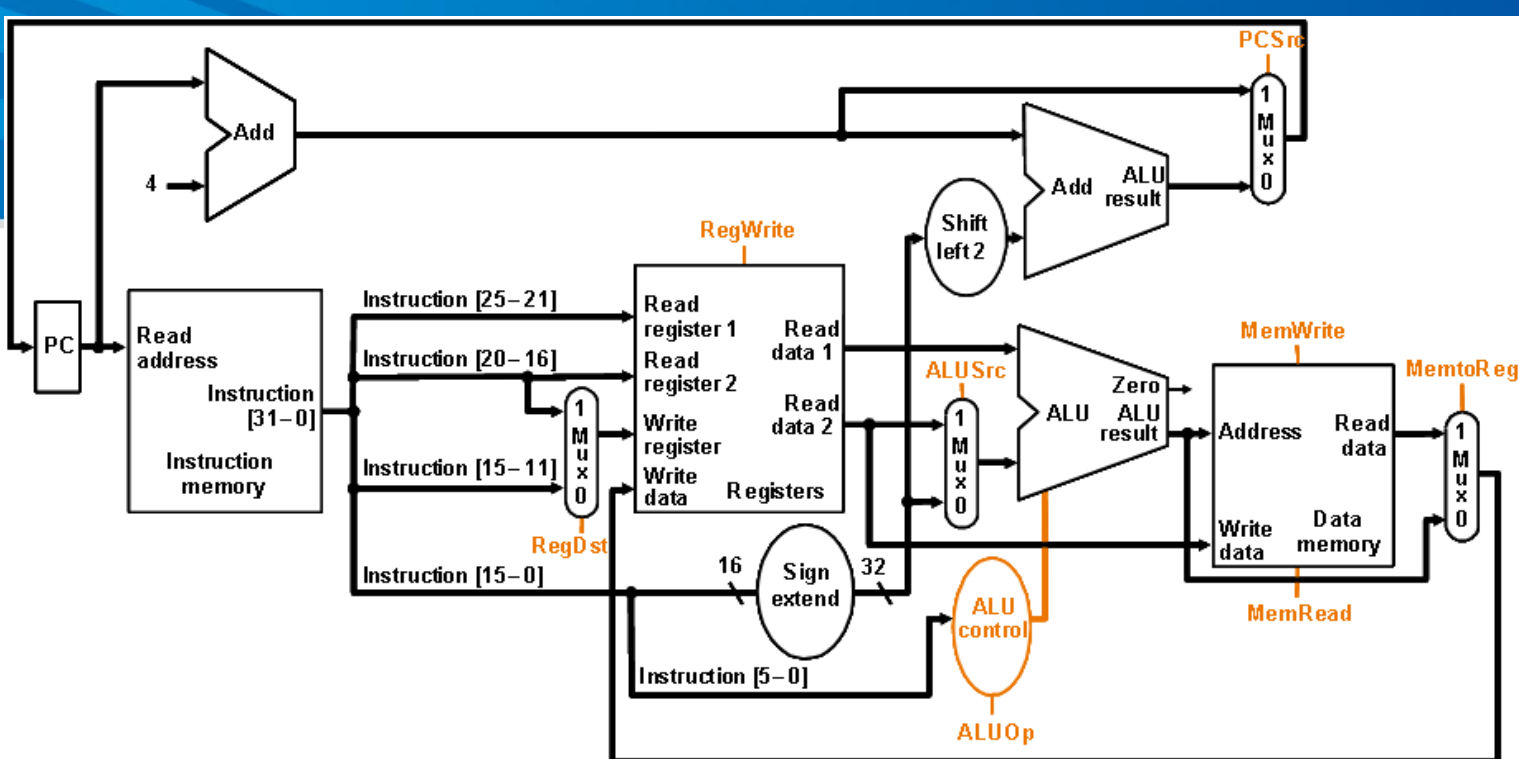 PCSrc
1
M
u
x
0
Add
4
Add
ALU
result
Shift
left 2
RegWrite
PC
Read
address
Instruction
[31–0]
Instruction
memory
Instruction [25–21]
Instruction [20–16]
Instruction [15–11]
Instruction [15–0]
Instruction [5–0]
1
M
u
x
0
RegDst
Read
register 1
Read
register 2
Write
register
Write
data
Registers
Read
data 1
Read
data 2
16
Sign
extend
32
ALUSrc
1
M
u
x
0
Zero
ALU
ALU
result
ALU
control
ALUOp
MemWrite
Address
Read
data
Write
data
Data
memory
MemRead
MemtoReg
1
M
u
x
0